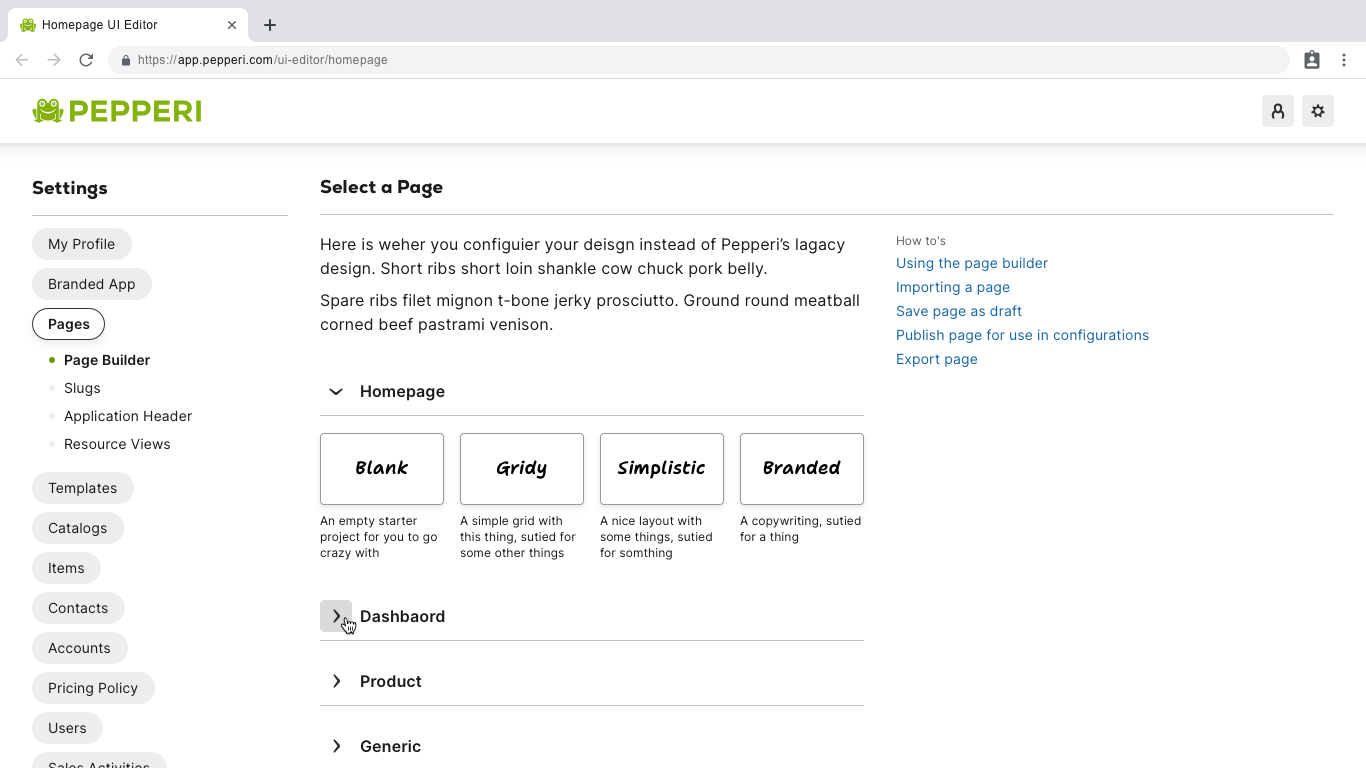 Homepage UI Editor
https://app.pepperi.com/ui-editor/homepage
PEPPERI
Settings
My Profile
Branded App
Pages
Page Builder
Slugs
Application Header
Resource Views
Templates
Catalogs
Items
Contacts
Accounts
Pricing Policy
Users
Sales Activities
Select a Page
Here is weher you configuier your deisgn instead of Pepperi’s lagacy
design. Short ribs short loin shankle cow chuck pork belly.
Spare ribs filet mignon t-bone jerky prosciutto. Ground round meatball
corned beef pastrami venison.
Homepage
Blank
An empty starter
project for you to go
crazy with
Gridy
A simple grid with
this thing, sutied for
some other things
Simplistic
A nice layout with
some things, sutied
for somthing
Branded
A copywriting, sutied
for a thing
Dashbaord
Product
Generic
How to's
Using the page builder
Importing a page
Save page as draft
Publish page for use in configurations
Export page